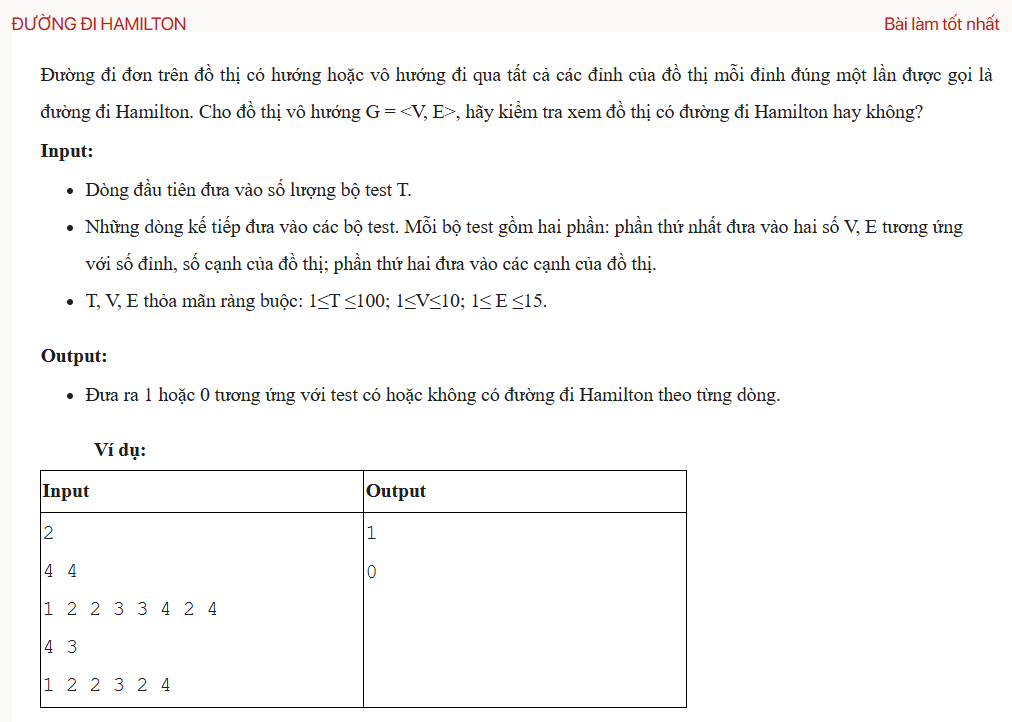 ĐƯỜNG ĐI HAMILTON
Bài làm tốt nhất
Đường đi đơn trên đồ thị có hướng hoặc vô hướng đi qua tất cả các đỉnh của đồ thị mỗi đỉnh đúng một lần được gọi là
đường đi Hamilton. Cho đồ thị vô hướng G = <V, E>, hãy kiểm tra xem đồ thị có đường đi Hamilton hay không?
Input:
• Dòng đầu tiên đưa vào số lượng bộ test T.
• Những dòng kế tiếp đưa vào các bộ test. Mỗi bộ test gồm hai phần: phần thứ nhất đưa vào hai số V, E tương ứng
với số đỉnh, số cạnh của đồ thị; phần thứ hai đưa vào các cạnh của đồ thị.
• T, V, E thỏa mãn ràng buộc: 1≤T ≤100; 1≤V≤10; 1≤ E ≤15.
Output:
• Đưa ra 1 hoặc 0 tương ứng với test có hoặc không có đường đi Hamilton theo từng dòng.
Ví dụ:
Input Output
2 1
4 4 0
1 2 2 3 3 4 2 4
4 3
1 2 2 3 2 4